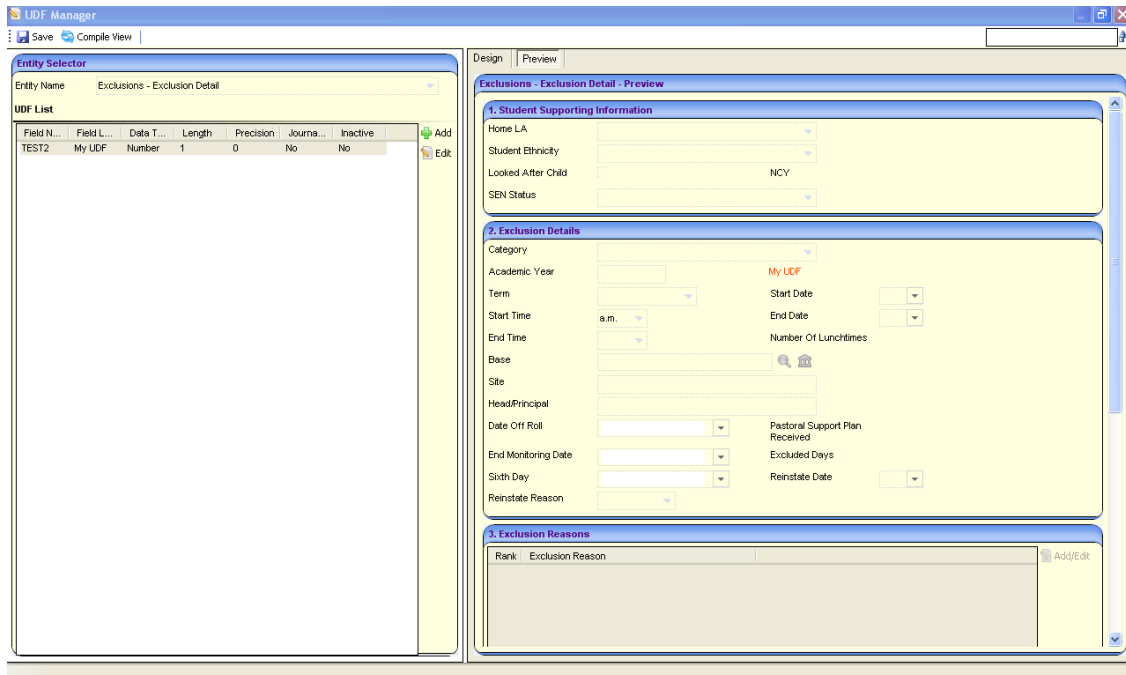 UDF Manager
Save Compile View
Entity Selector
Entity Name Exclusions - Exclusion Detail
UDF List
Field N... Field L... Data T... Length Precision Journa... Inactive
TEST2 My UDF Number 1 0 No No
Add
Edit
Design Preview
Exclusions - Exclusion Detail - Preview
1. Student Supporting Information
Home LA
Student Ethnicity
Looked After Child NCY
SEN Status
2. Exclusion Details
Category
Academic Year My UDF
Term Start Date
Start Time a.m. End Date
End Time Number Of Lunchtimes
Base
Site
Head/Principal
Date Off Roll Pastoral Support Plan
Received
End Monitoring Date Excluded Days
Sixth Day Reinstate Date
Reinstate Reason
3. Exclusion Reasons
Rank Exclusion Reason Add/Edit